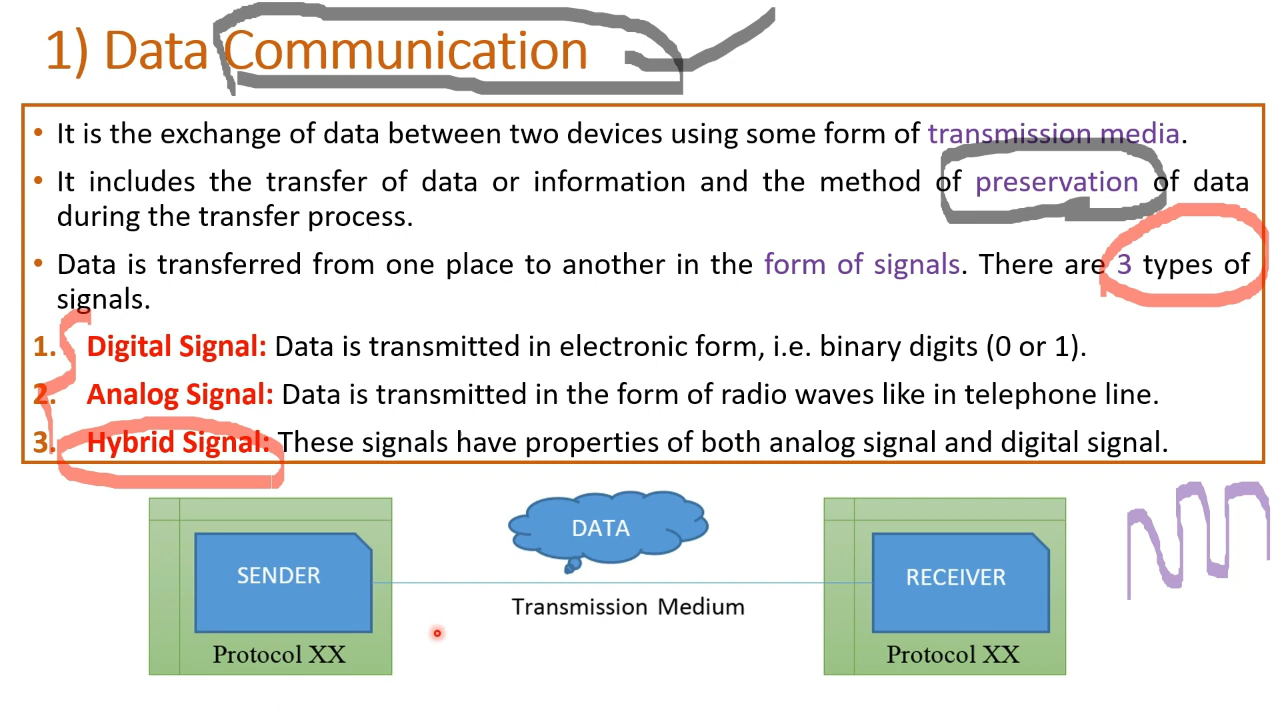 1) Data Communication
• It is the exchange of data between two devices using some form of transmission media.
• It includes the transfer of data or information and the method of preservation of data
during the transfer process.
• Data is transferred from one place to another in the form of signals. There are 3 types of
signals.
1. Digital Signal: Data is transmitted in electronic form, i.e. binary digits (0 or 1).
2. Analog Signal: Data is transmitted in the form of radio waves like in telephone line.
3. Hybrid Signal: These signals have properties of both analog signal and digital signal.
DATA
SENDER
RECEIVER
Transmission Medium
Protocol XX
Protocol XX